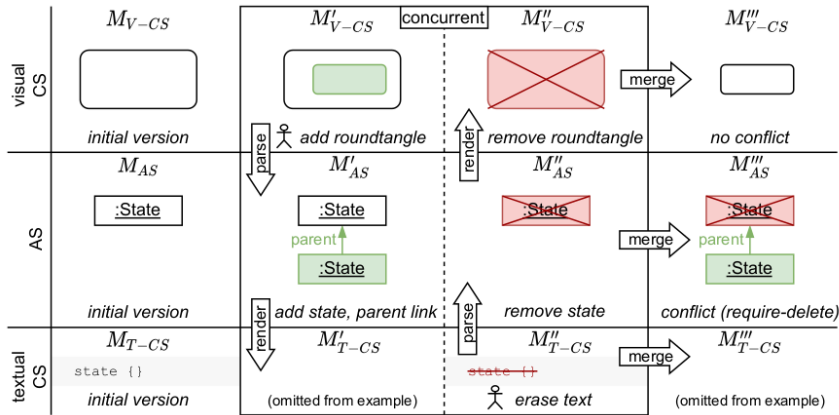 M_{V-CS} M'_{V-CS} concurrent M''_{V-CS} M'''_{V-CS}
visual
CS
merge
initial version add roundtangle remove roundtangle no conflict
parse render
M_{AS} M'_{AS} M''_{AS} M'''_{AS}
AS
:State :State :State :State
parent merge parent
:State :State
initial version add state, parent link remove state conflict (require-delete)
render parse
M_{T-CS} M'_{T-CS} M''_{T-CS} M'''_{T-CS}
textual
CS
merge
state {} state {}
initial version (omitted from example) erase text (omitted from example)